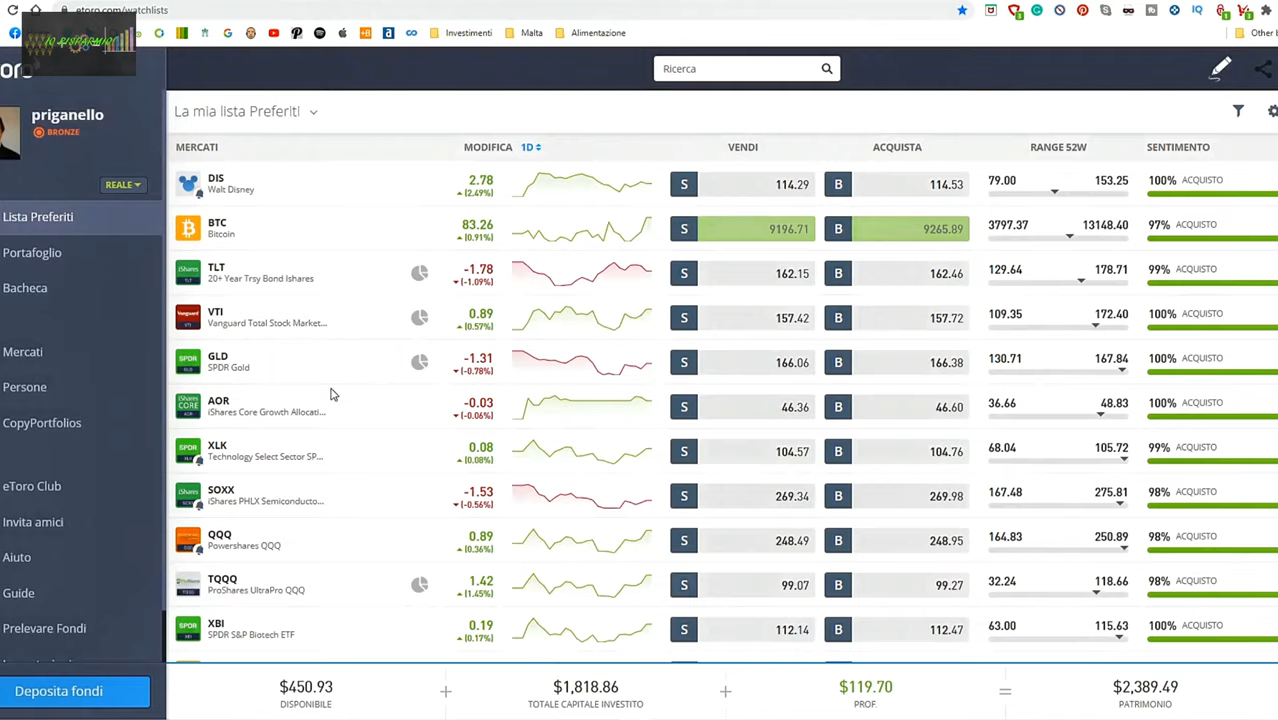 etoro.com/watchlists
Investimenti
Malta
Alimentazione
Other
IO RISPARMIO
Ricerca
priganello
BRONZE
REALE
Lista Preferiti
Portafoglio
Bacheca
Mercati
Persone
CopyPortfolios
eToro Club
Invita amici
Aiuto
Guide
Prelevare Fondi
Deposita fondi
La mia lista Preferiti
MERCATI MODIFICA 1D VENDI ACQUISTA RANGE 52W SENTIMENTO
DIS 2.78 S 114.29 B 114.53 79.00 153.25 100% ACQUISTO
Walt Disney (2.49%)
BTC 83.26 S 9196.71 B 9265.89 3797.37 13148.40 97% ACQUISTO
Bitcoin (0.91%)
TLT -1.78 S 162.15 B 162.46 129.64 178.71 99% ACQUISTO
20+ Year Trsy Bond Ishares (-1.09%)
VTI 0.89 S 157.42 B 157.72 109.35 172.40 100% ACQUISTO
Vanguard Total Stock Market... (0.57%)
GLD -1.31 S 166.06 B 166.38 130.71 167.84 100% ACQUISTO
SPDR Gold (-0.78%)
AOR -0.03 S 46.36 B 46.60 36.66 48.83 100% ACQUISTO
iShares Core Growth Allocati... (-0.06%)
XLK 0.08 S 104.57 B 104.76 68.04 105.72 99% ACQUISTO
Technology Select Sector SP... (0.08%)
SOXX -1.53 S 269.34 B 269.98 167.48 275.81 98% ACQUISTO
iShares PHLX Semiconducto... (-0.56%)
QQQ 0.89 S 248.49 B 248.95 164.83 250.89 98% ACQUISTO
Powershares QQQ (0.36%)
TQQQ 1.42 S 99.07 B 99.27 32.24 118.66 98% ACQUISTO
ProShares UltraPro QQQ (1.45%)
XBI 0.19 S 112.14 B 112.47 63.00 115.63 100% ACQUISTO
SPDR S&P Biotech ETF (0.17%)
$450.93 + $1,818.86 + $119.70 = $2,389.49
DISPONIBILE TOTALE CAPITALE INVESTITO PROF. PATRIMONIO